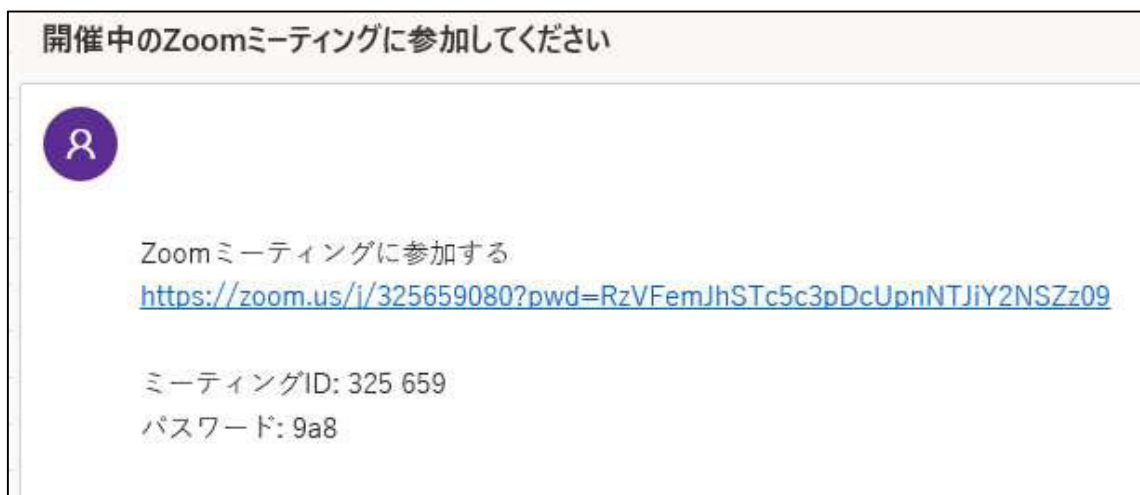 開催中のZoomミーティングに参加してください
Zoomミーティングに参加する
https://zoom.us/j/325659080?pwd=RzVFemJhSTc5c3pDcUpnNTJiY2NSZz09
ミーティングID: 325 659
パスワード: 9a8